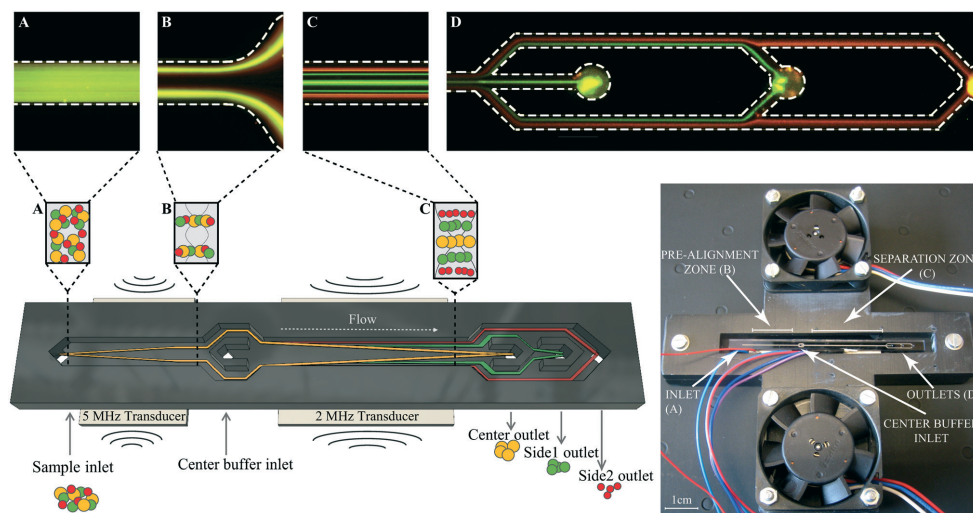 A
B
C
D
A
B
C
Flow
5 MHz Transducer
2 MHz Transducer
Sample inlet
Center buffer inlet
Center outlet
Side1 outlet
Side2 outlet
PRE-ALIGNMENT
ZONE (B)
SEPARATION ZONE
(C)
INLET
(A)
OUTLETS (D)
CENTER BUFFER
INLET
1cm